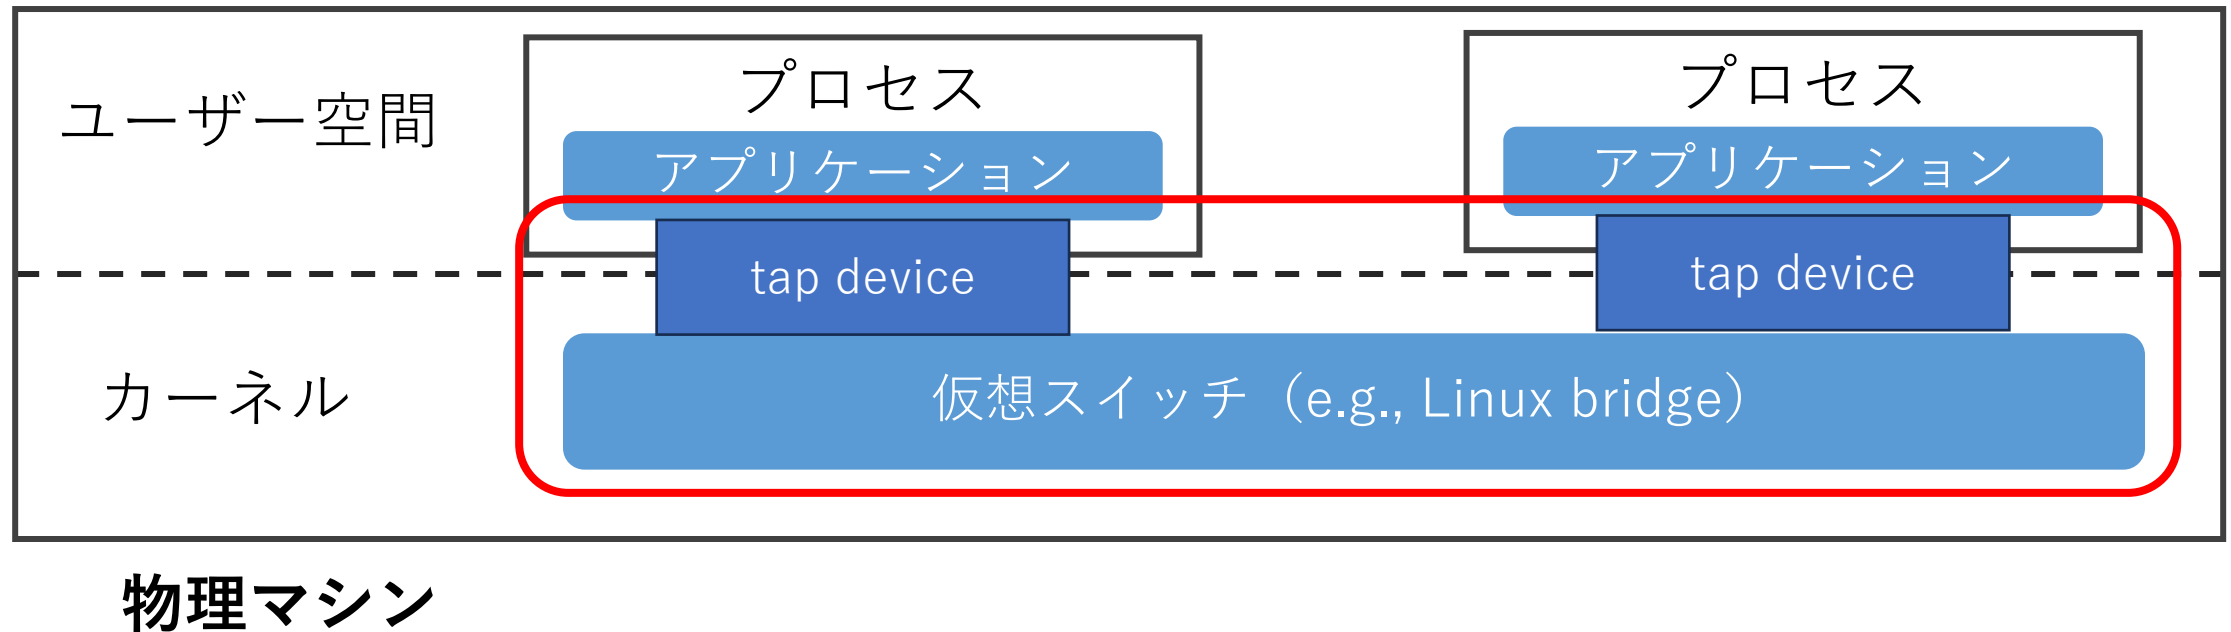 ユーザー空間
プロセス
アプリケーション
tap device
プロセス
アプリケーション
tap device
カーネル
仮想スイッチ（e.g., Linux bridge）
物理マシン